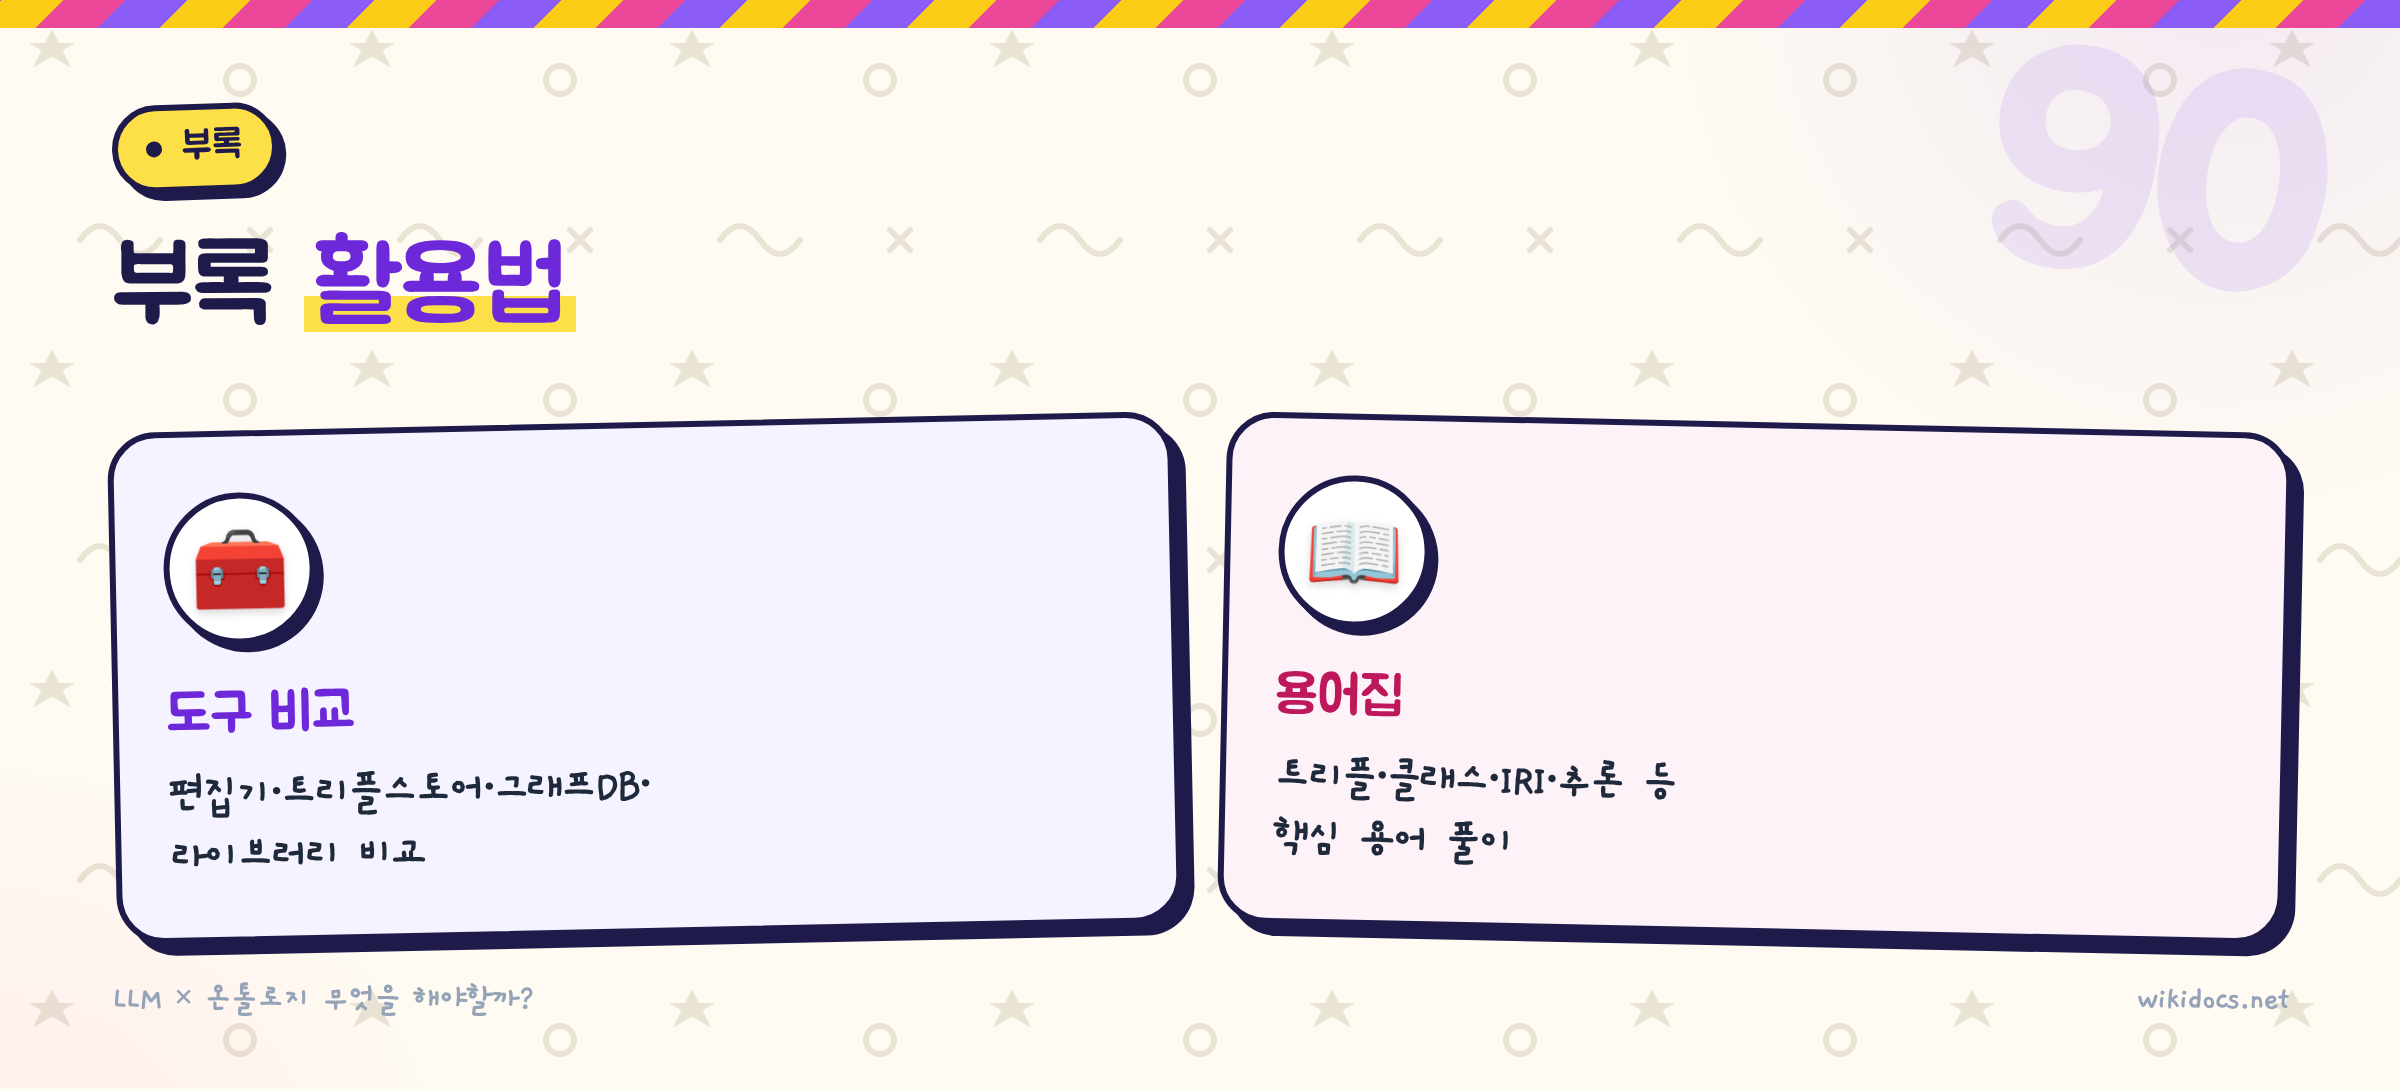 90
부록
부록 활용법
도구 비교
편집기·트리플스토어·그래프DB·
라이브러리 비교
용어집
트리플·클래스·IRI·추론 등
핵심 용어 풀이
LLM × 온톨로지 무엇을 해야할까?
wikidocs.net